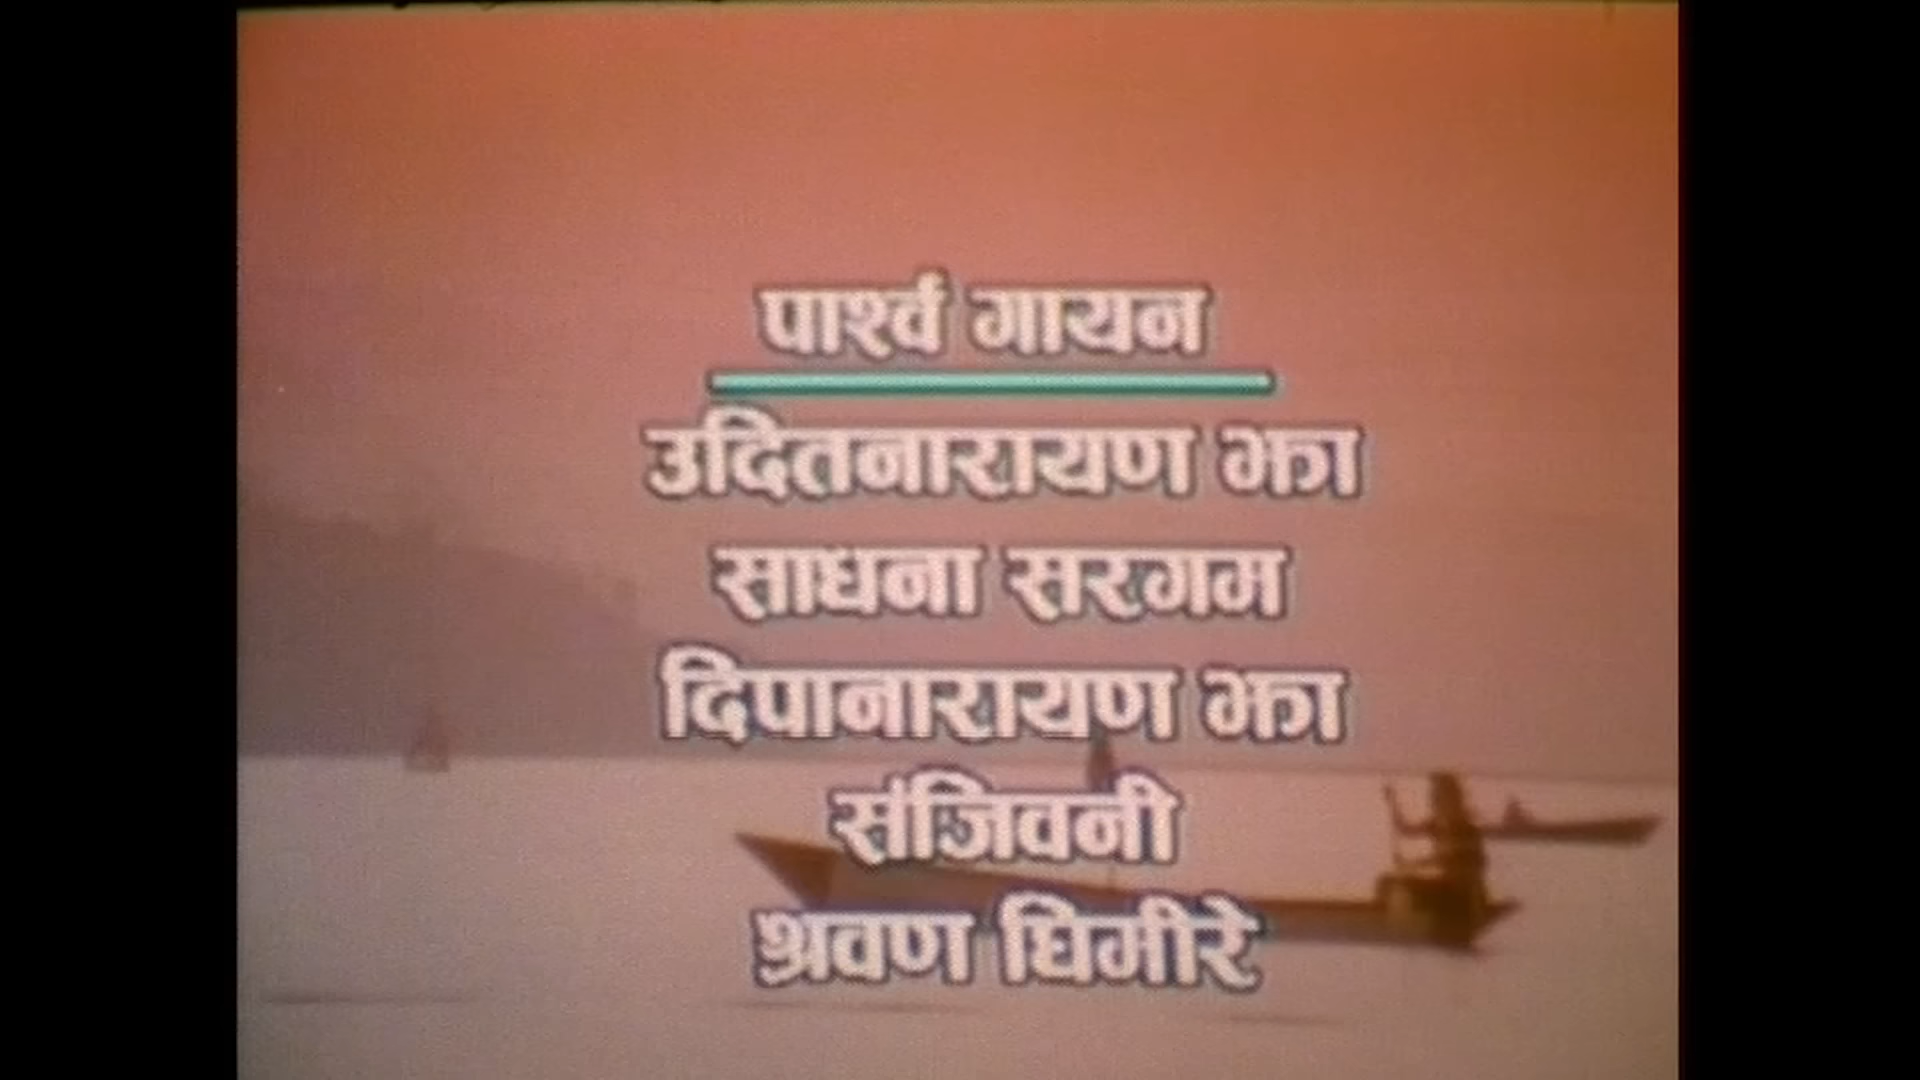 पार्श्व गायन
उदितनारायण झा
साधना सरगम
दिपानारायण झा
संजिवनी
श्रवण घिमीरे